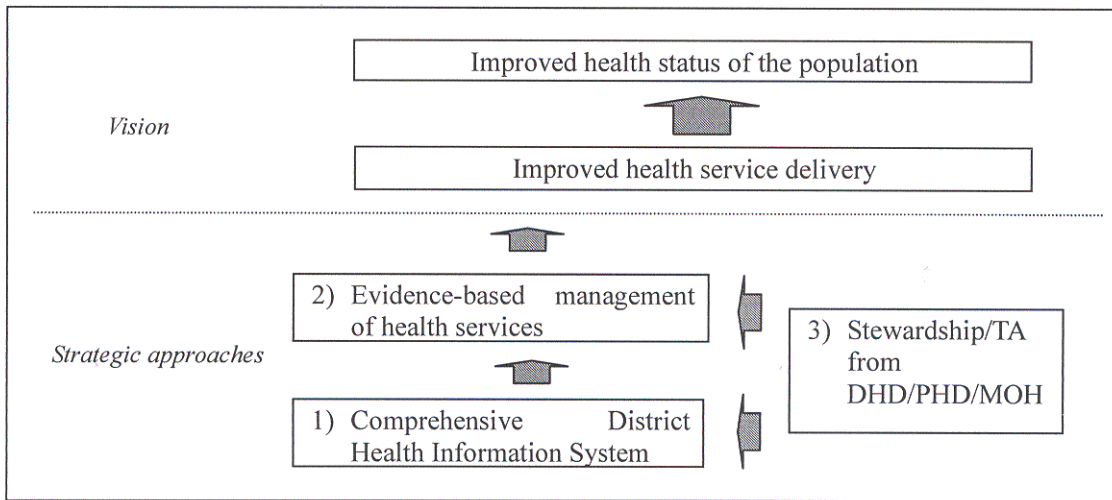 Improved health status of the population
Vision
Improved health service delivery
2) Evidence-based management
of health services
3) Stewardship/TA
from
DHD/PHD/MOH
Strategic approaches
1) Comprehensive District
Health Information System